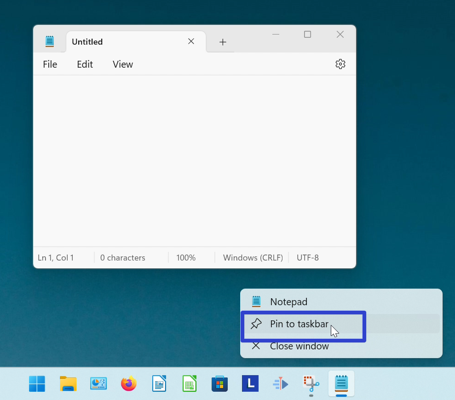 Untitled
File Edit View
Ln 1, Col 1 0 characters 100% Windows (CRLF) UTF-8
Notepad
Pin to taskbar
Close window
L